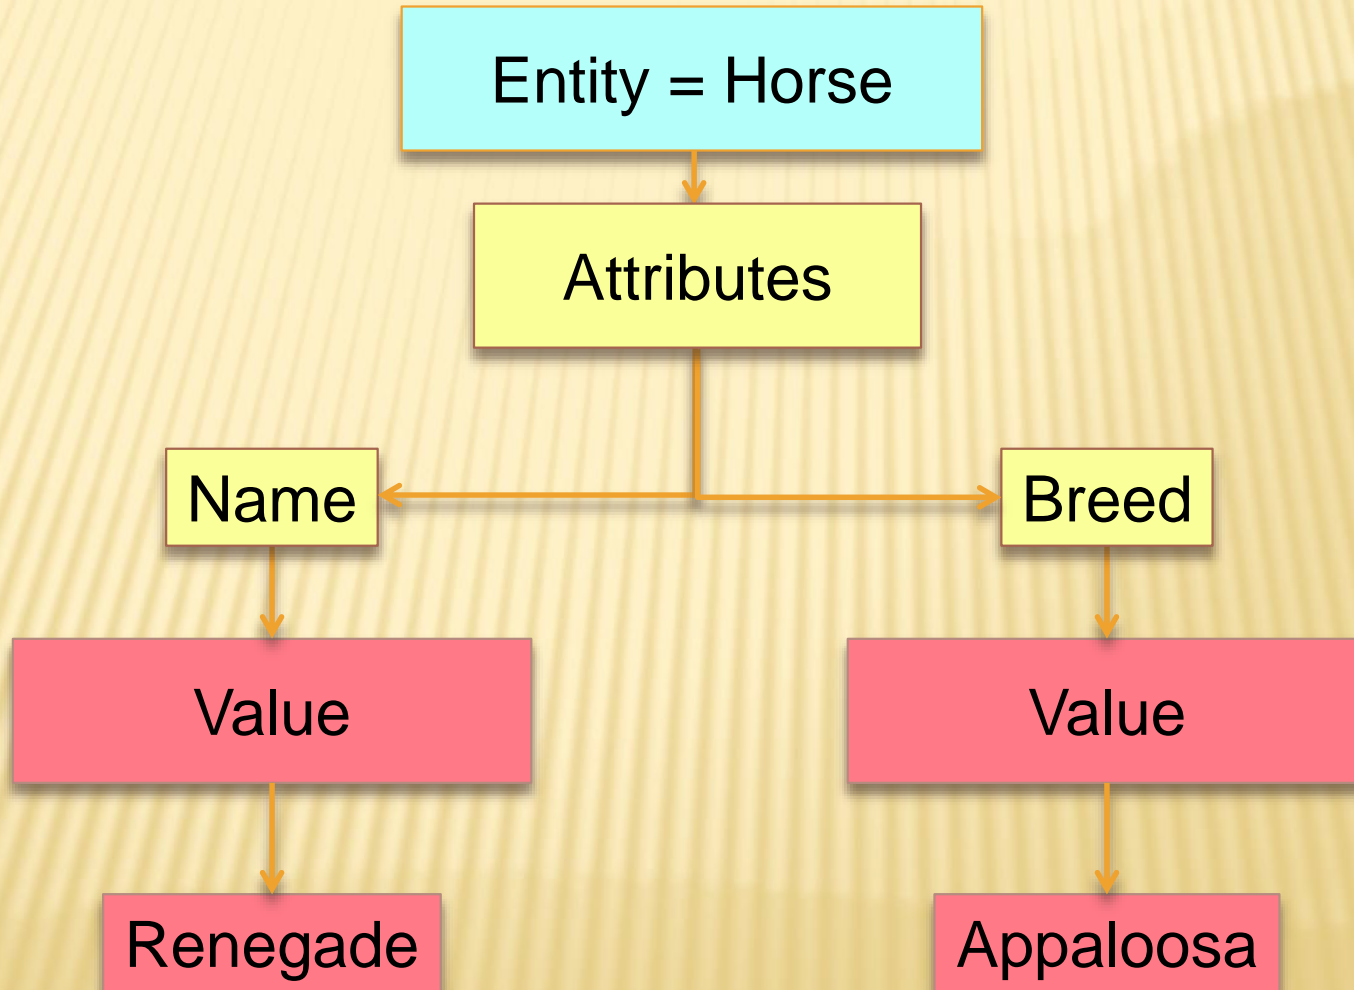 Entity = Horse
Attributes
Name
Breed
Value
Value
Renegade
Appaloosa